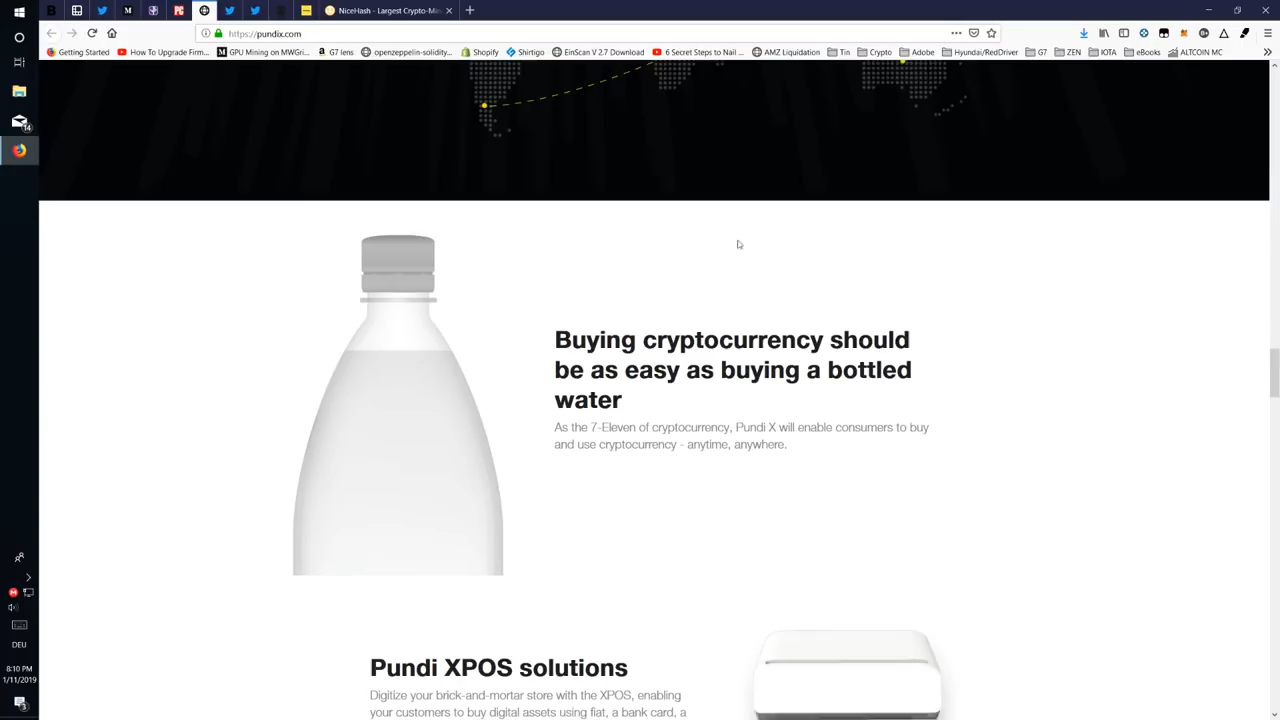 NiceHash - Largest Crypto-Min
https://pundix.com
Getting Started
How To Upgrade Firm...
GPU Mining on MWGri...
G7 lens
openzeppelin-solidity...
Shopify
Shirtigo
EinScan V 2.7 Download
6 Secret Steps to Nail ...
AMZ Liquidation
Tin
Crypto
Adobe
Hyundai/RedDriver
G7
ZEN
IOTA
eBooks
ALTCOIN MC
14
Buying cryptocurrency should
be as easy as buying a bottled
water
As the 7-Eleven of cryptocurrency, Pundi X will enable consumers to buy
and use cryptocurrency - anytime, anywhere.
Pundi XPOS solutions
Digitize your brick-and-mortar store with the XPOS, enabling
your customers to buy digital assets using fiat, a bank card, a
DEU
8:10 PM
1/11/2019